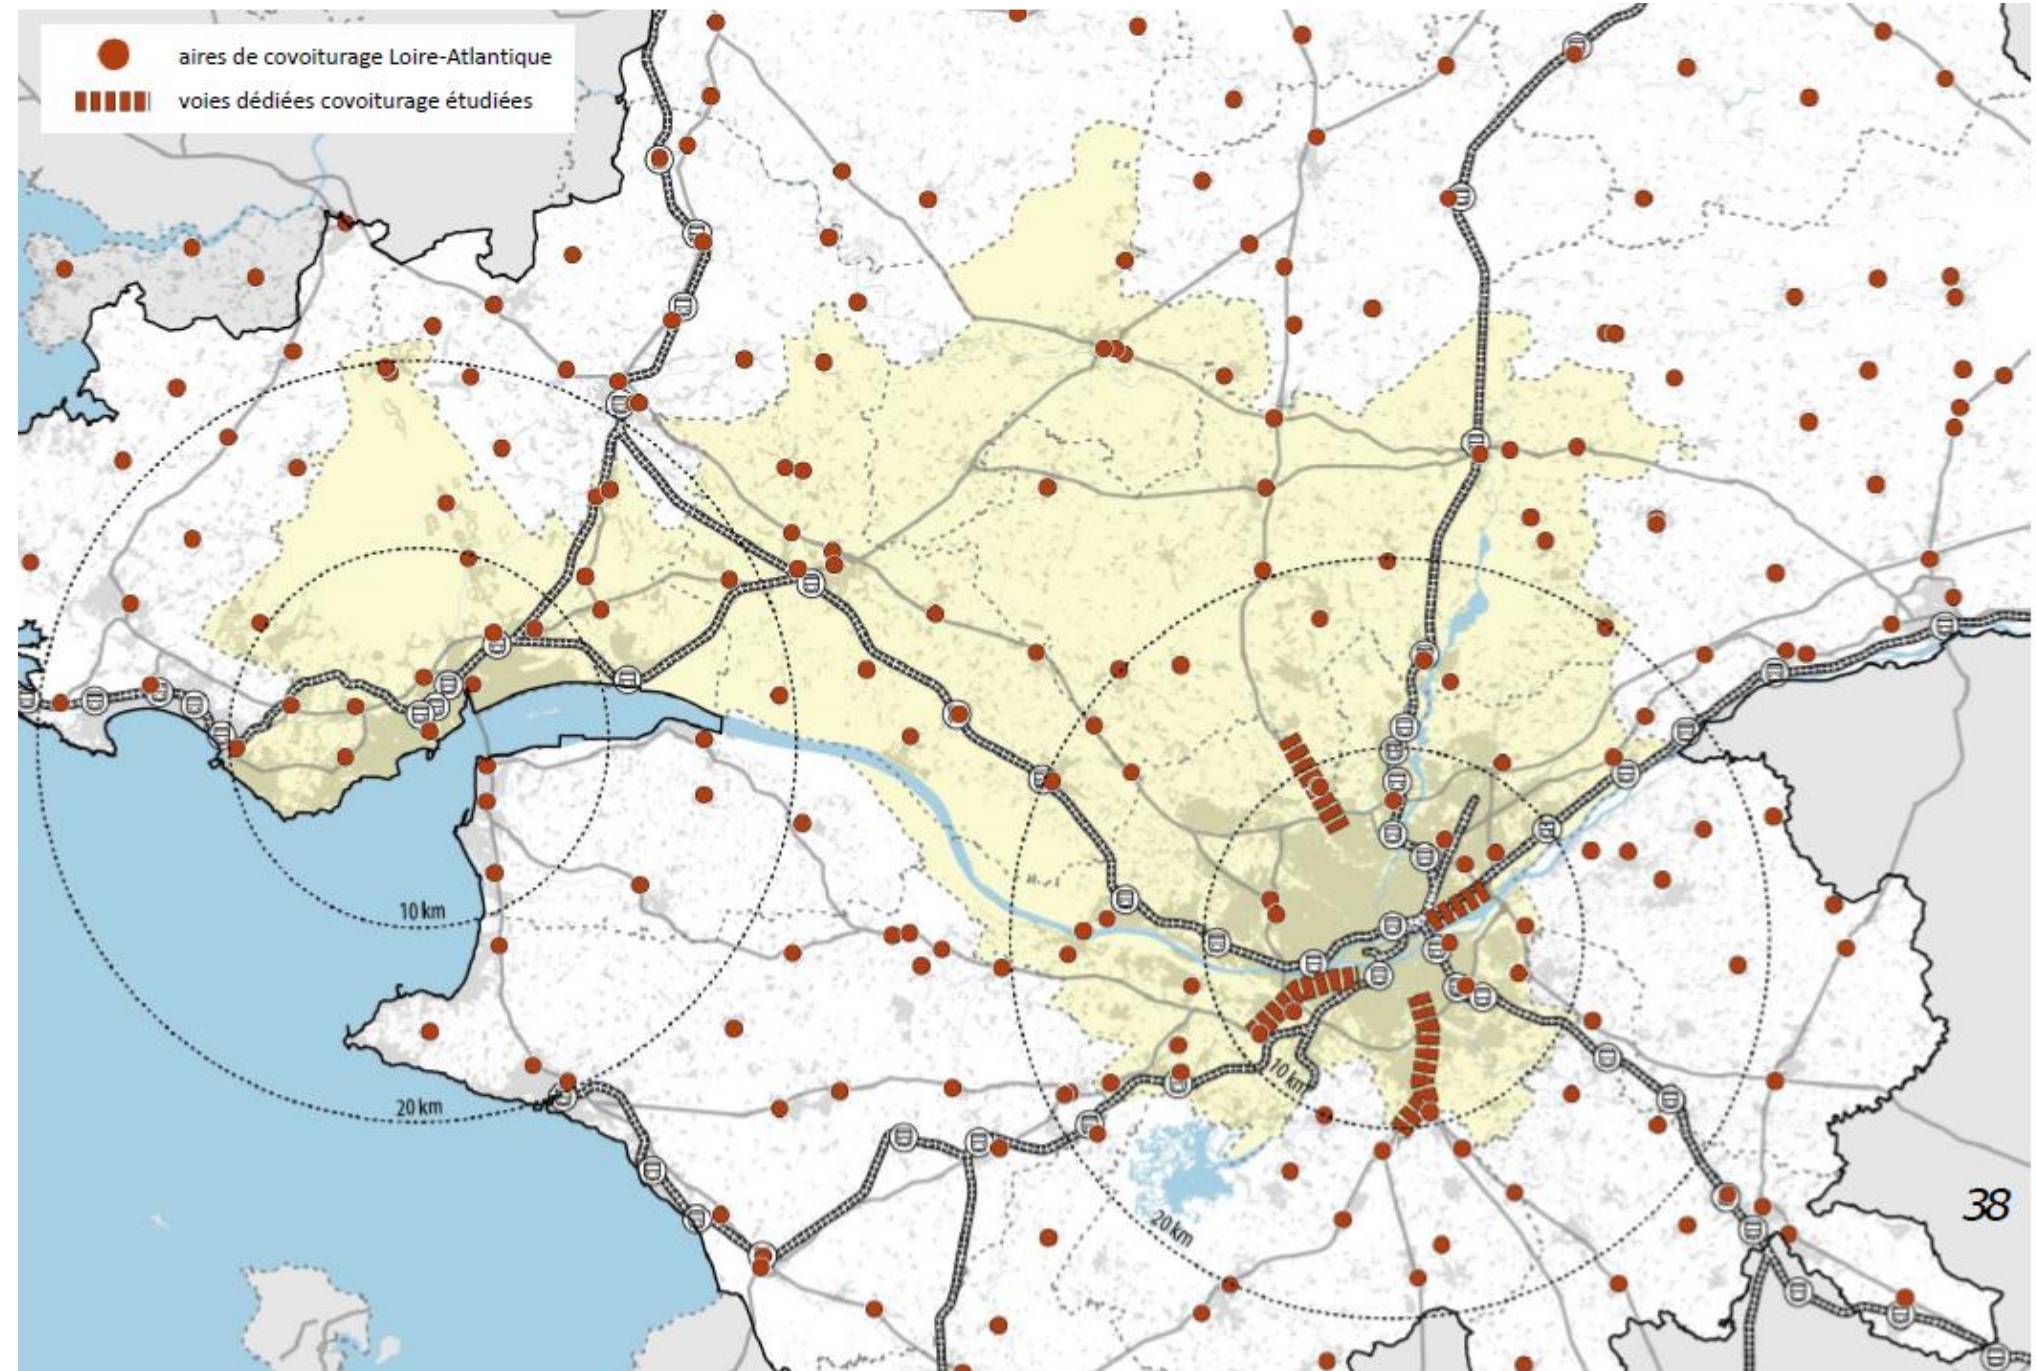 aires de covoiturage Loire-Atlantique
voies dédiées covoiturage étudiées
10 km
20 km
10 km
20 km
38